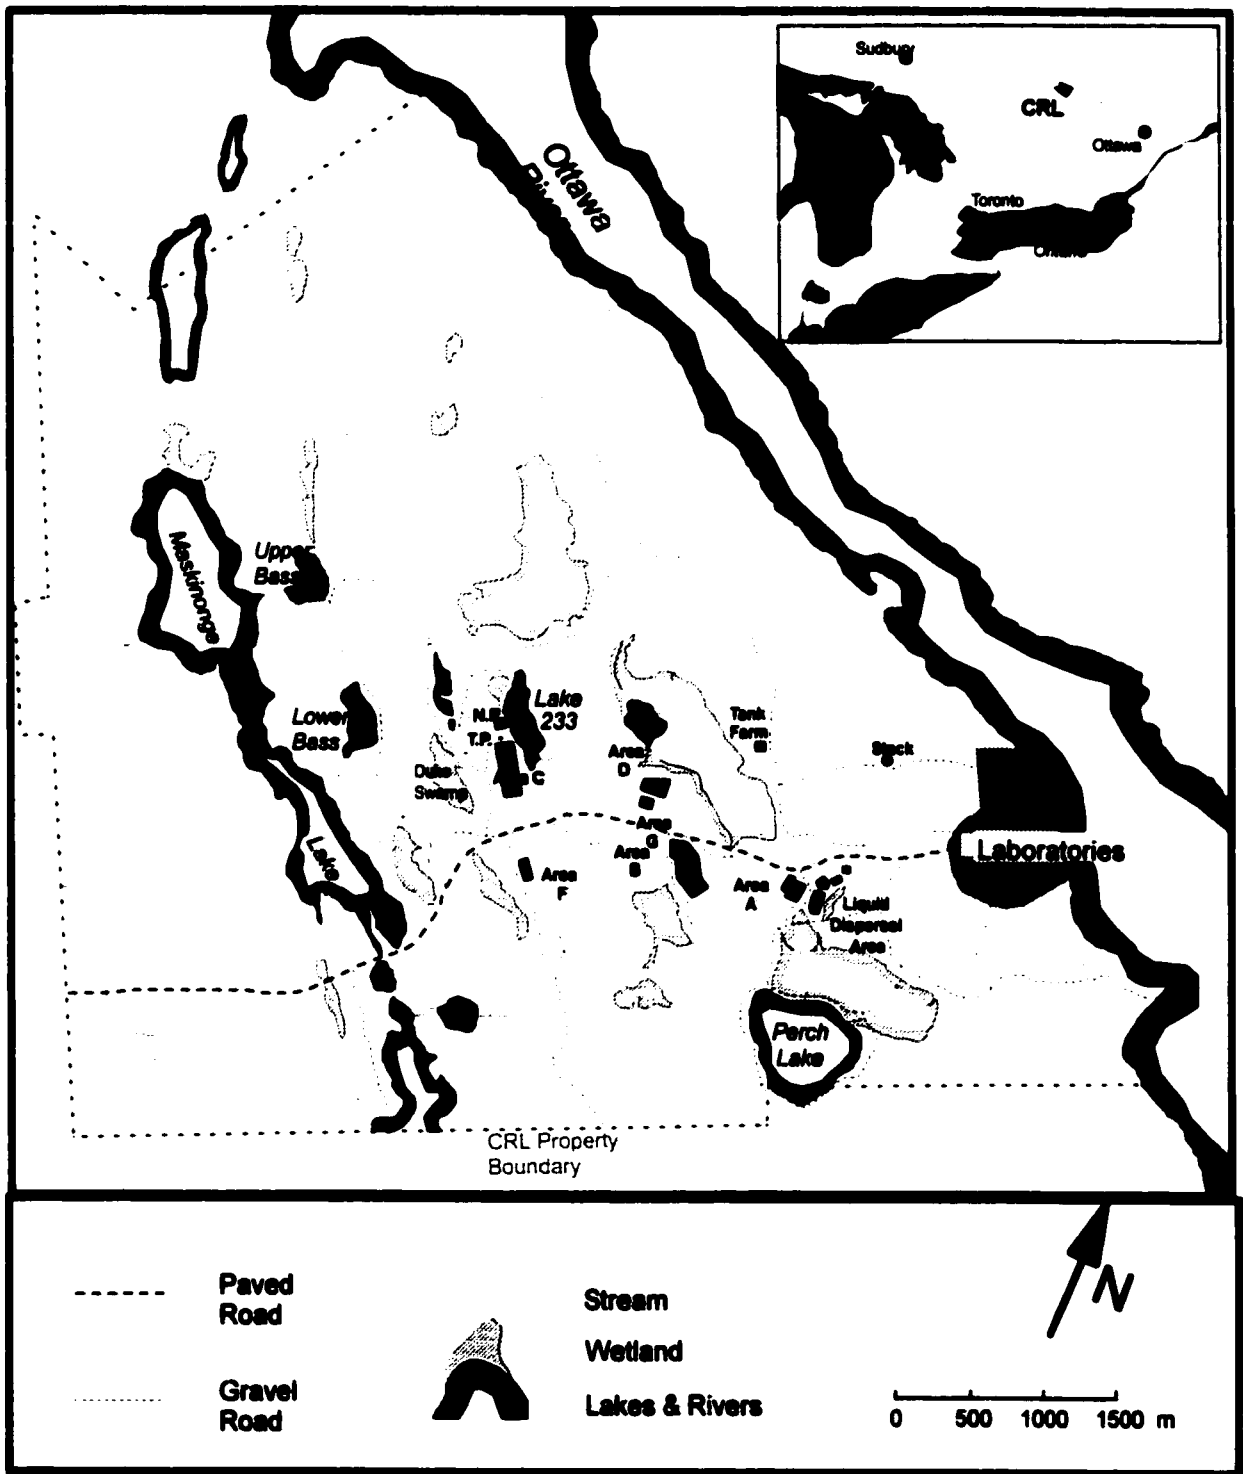 Sudbury
CRL
Ottawa
Toronto
Ontario
Ottawa
River
Maskinonge
Upper
Bass
Lower
Bass
Lake
233
N.P.
T.P.
C
Duke
Swamp
Area
D
Tank
Farm
Stack
Area
G
Area
B
Area
F
Area
A
Laboratories
Liquid
Dispersal
Area
Lake
Perch
Lake
CRL Property
Boundary
Paved
Road
Gravel
Road
Stream
Wetland
Lakes & Rivers
N
0 500 1000 1500 m